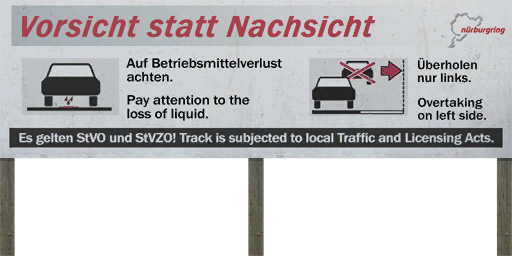 Vorsicht statt Nachsicht
nürburgring
Auf Betriebsmittelverlust
achten.
Pay attention to the
loss of liquid.
Überholen
nur links.
Overtaking
on left side.
Es gelten StVO und StVZO! Track is subjected to local Traffic and Licensing Acts.